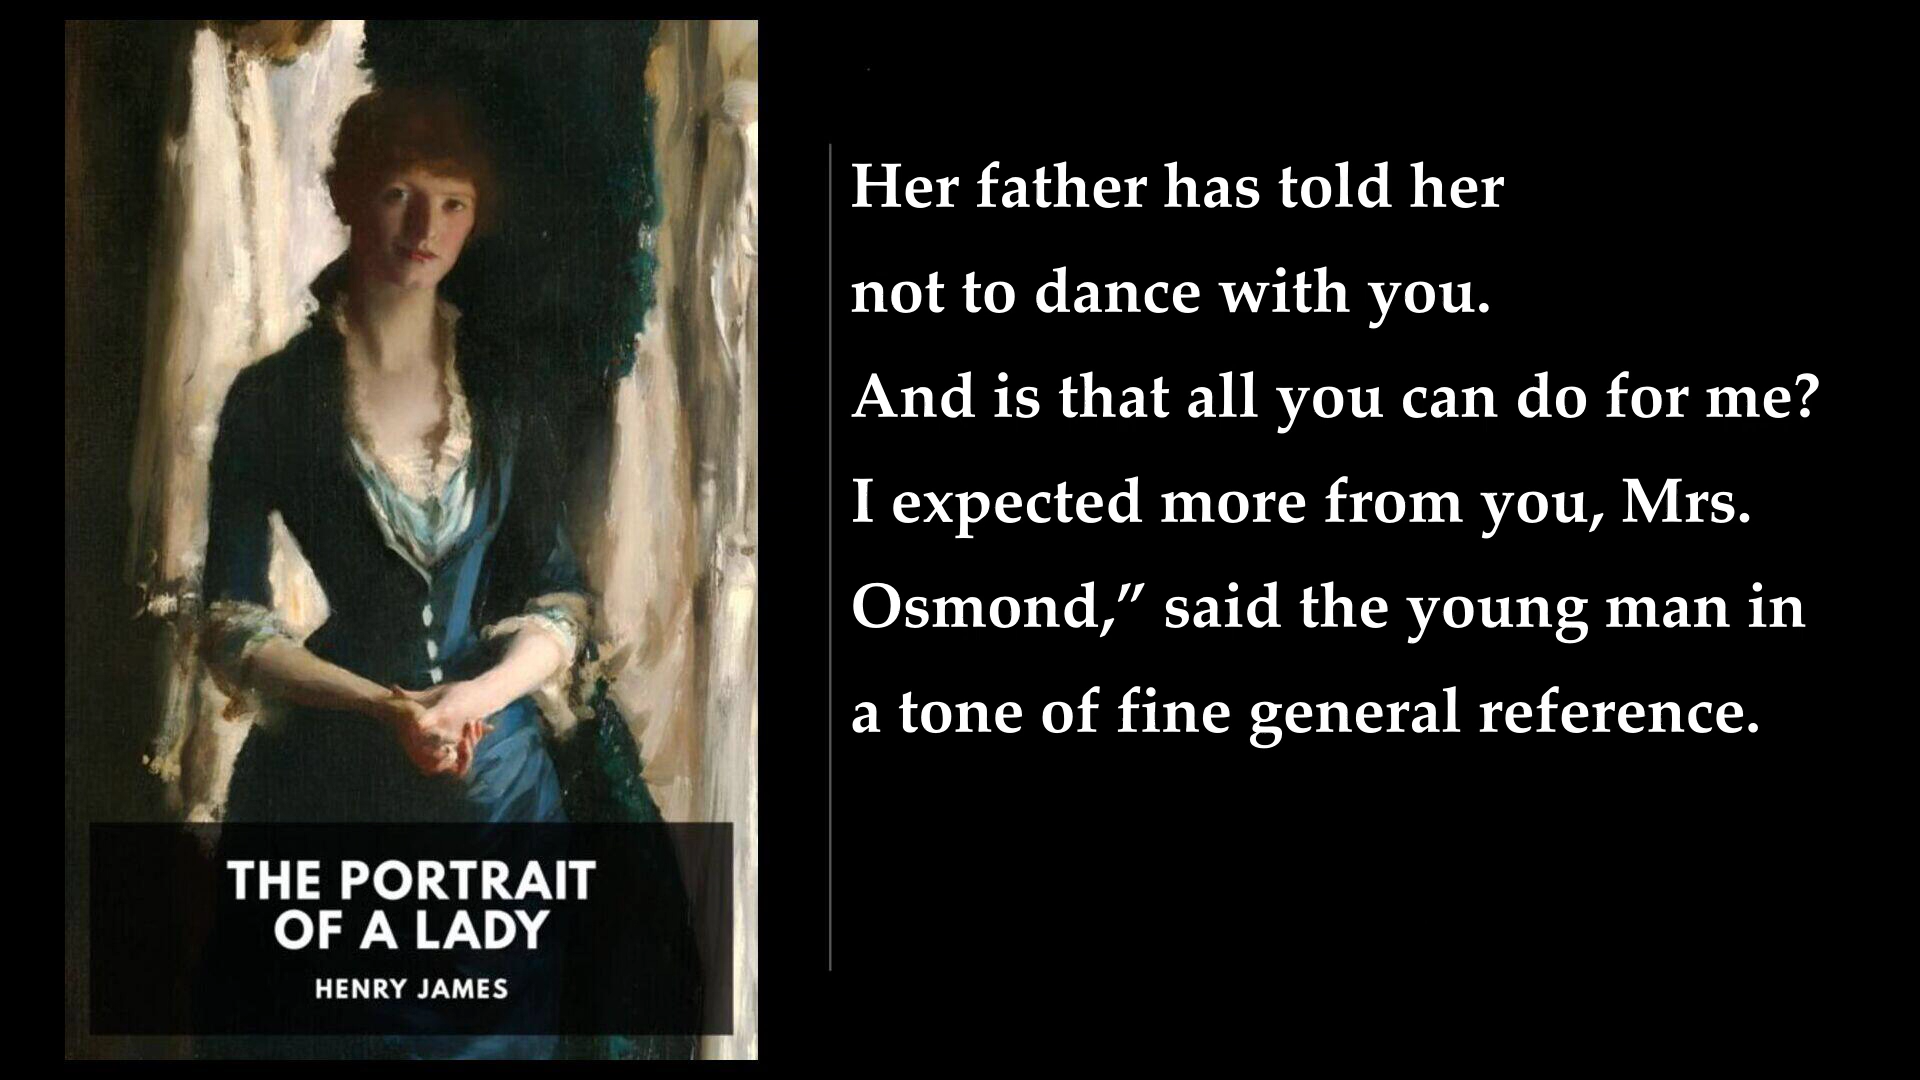 THE PORTRAIT
OF A LADY
HENRY JAMES
Her father has told her
not to dance with you.
And is that all you can do for me?
I expected more from you, Mrs.
Osmond,” said the young man in
a tone of fine general reference.